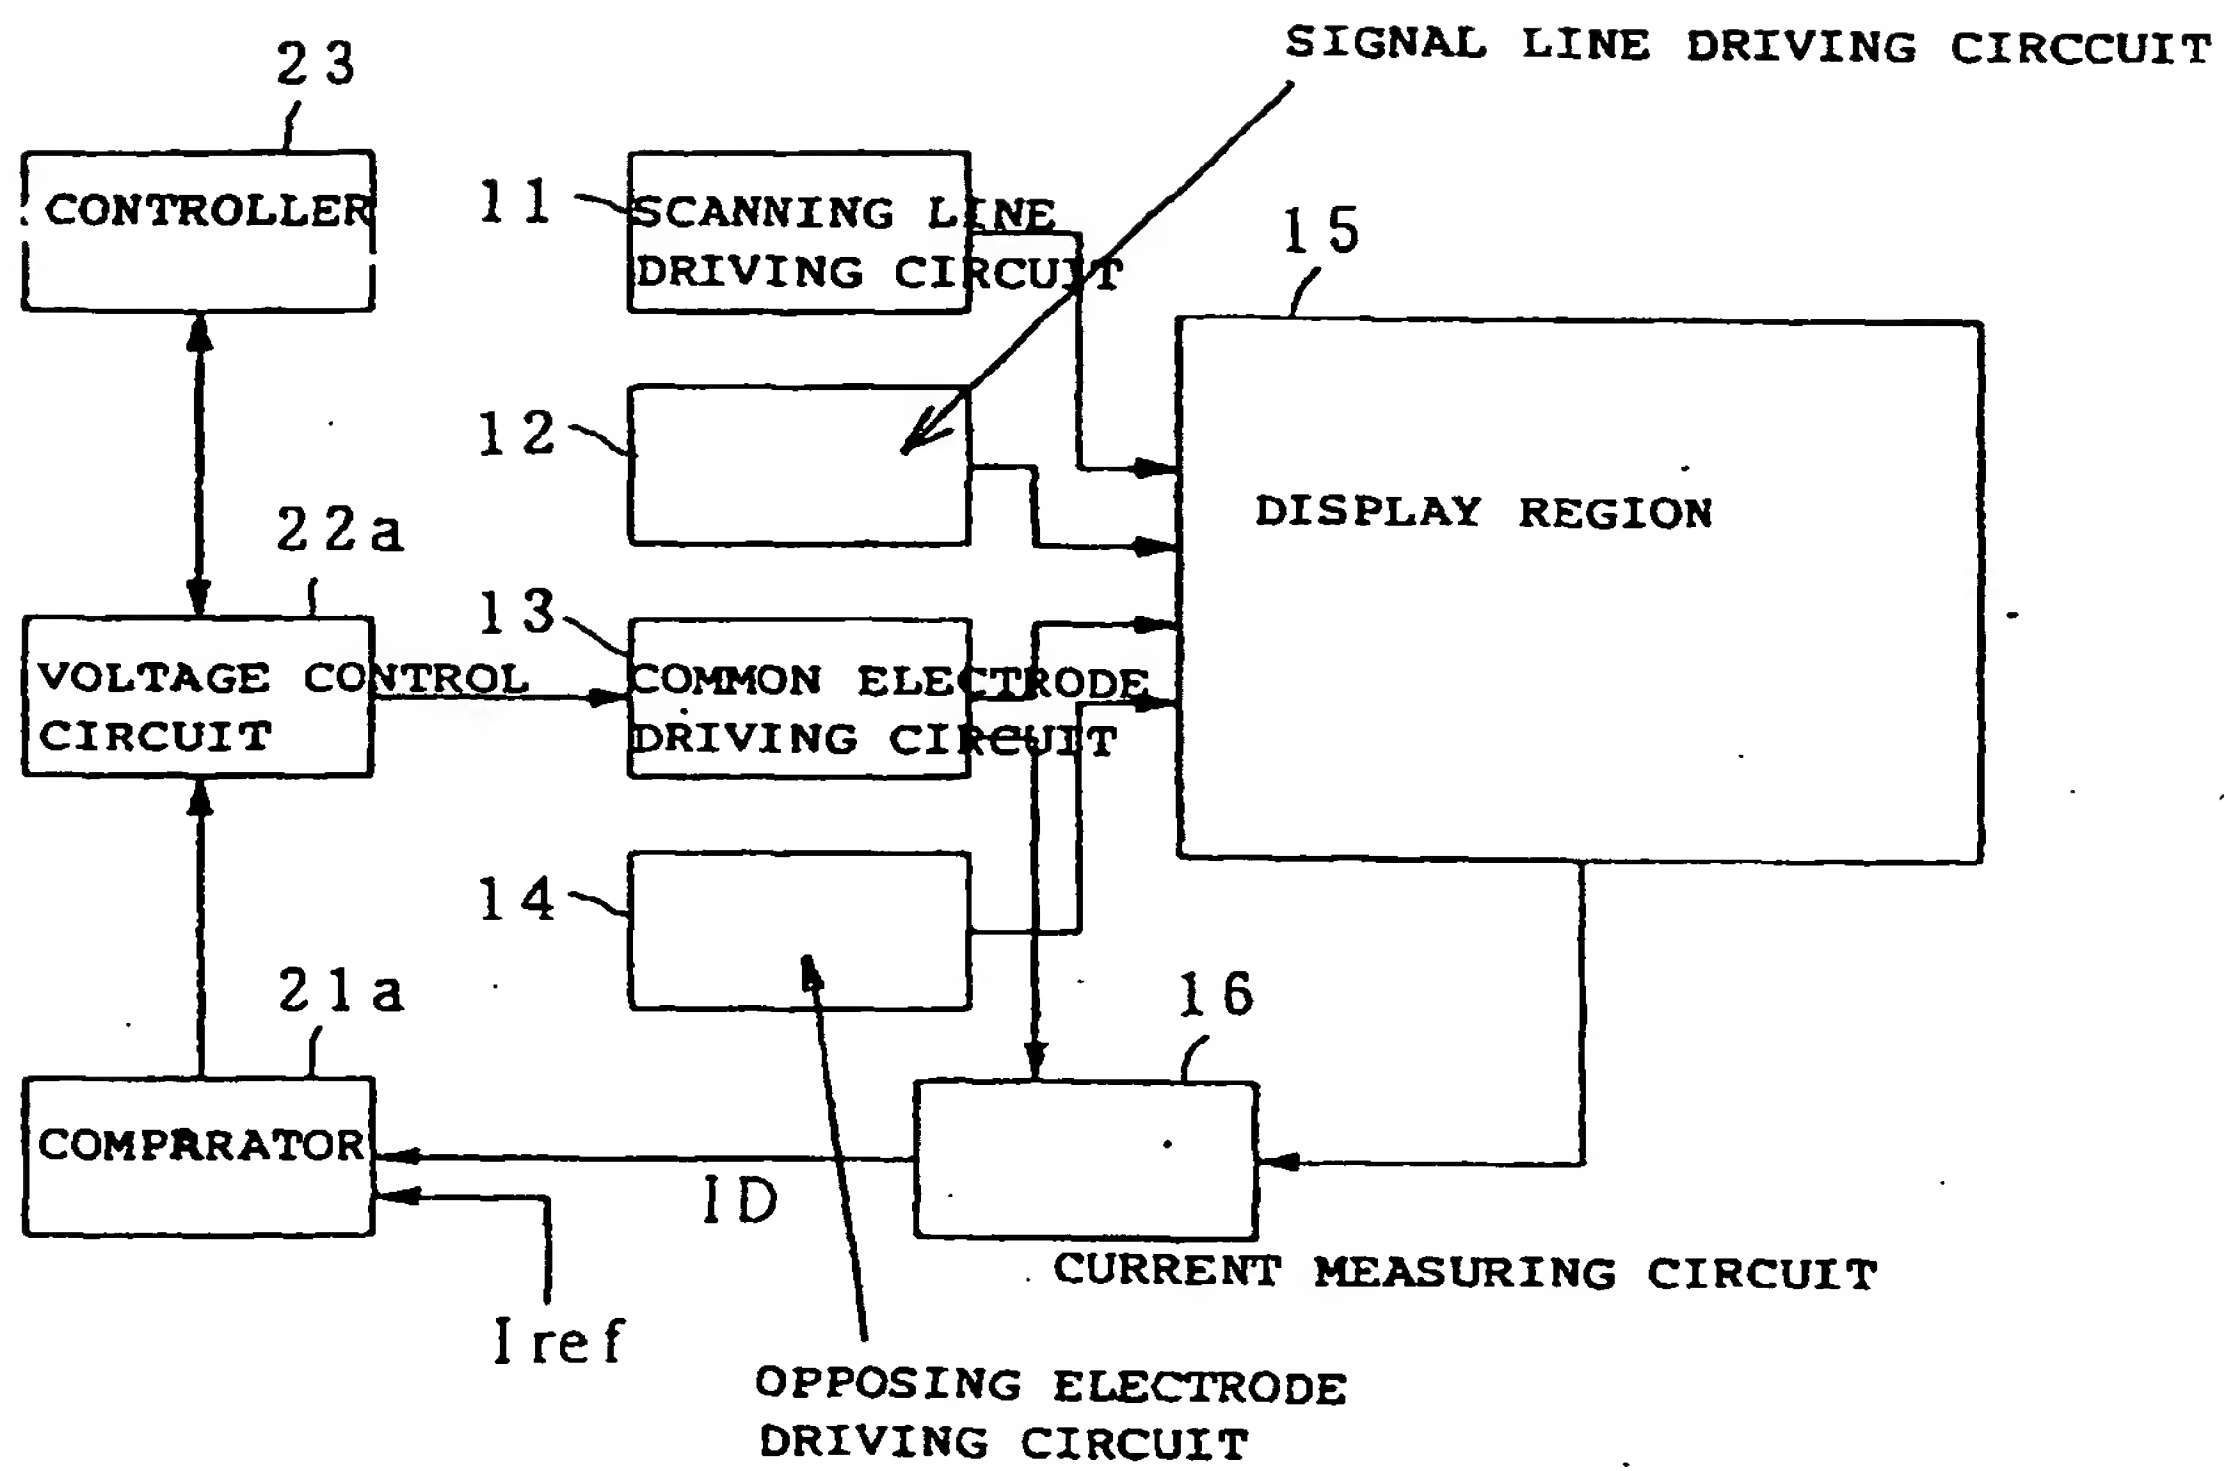 SIGNAL LINE DRIVING CIRCCUIT
23
CONTROLLER
11
SCANNING LINE
DRIVING CIRCUIT
15
12
DISPLAY REGION
22a
VOLTAGE CONTROL
CIRCUIT
13
COMMON ELECTRODE
DRIVING CIRCUIT
14
21a
COMPARATOR
16
ID
CURRENT MEASURING CIRCUIT
Iref
OPPOSING ELECTRODE
DRIVING CIRCUIT